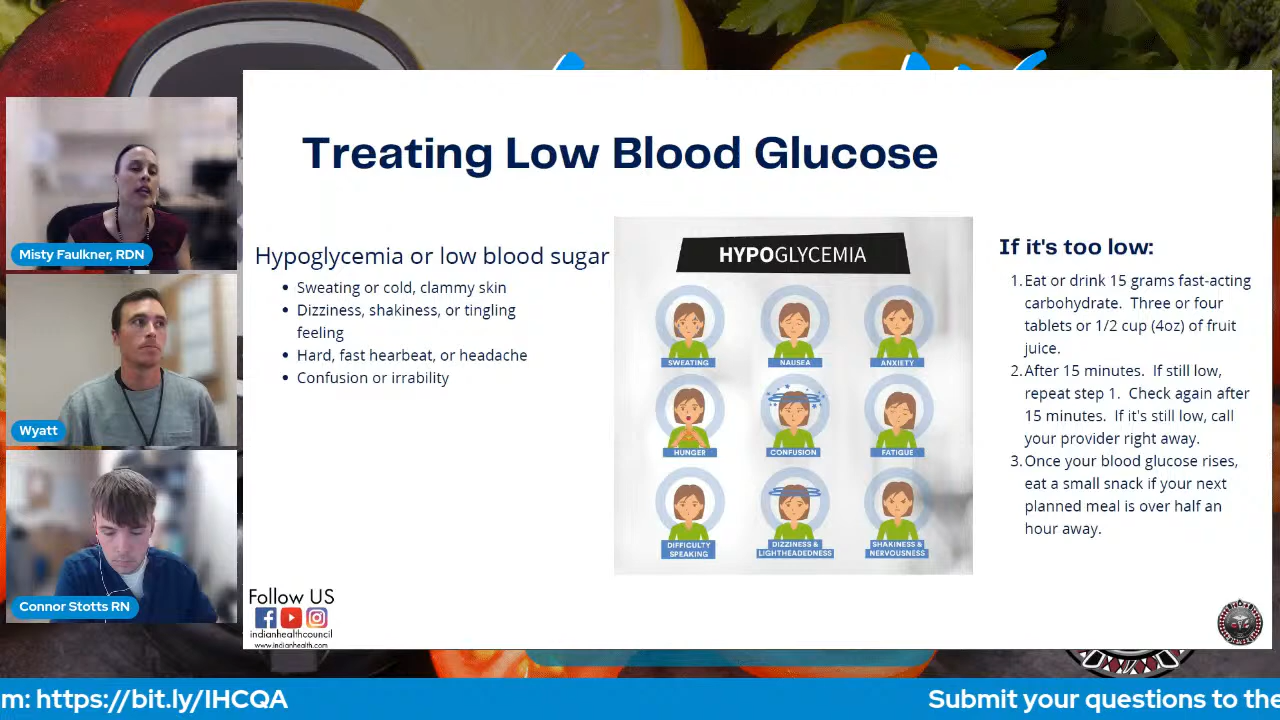 Treating Low Blood Glucose
Misty Faulkner, RDN
Wyatt
Connor Stotts RN
Hypoglycemia or low blood sugar
Sweating or cold, clammy skin
Dizziness, shakiness, or tingling
feeling
Hard, fast hearbeat, or headache
Confusion or irrability
HYPOGLYCEMIA
SWEATING
NAUSEA
ANXIETY
HUNGER
CONFUSION
FATIGUE
DIFFICULTY
SPEAKING
DIZZINESS &
LIGHTHEADEDNESS
SHAKINESS &
NERVOUSNESS
If it's too low:
1. Eat or drink 15 grams fast-acting
carbohydrate. Three or four
tablets or 1/2 cup (4oz) of fruit
juice.
2. After 15 minutes. If still low,
repeat step 1. Check again after
15 minutes. If it's still low, call
your provider right away.
3. Once your blood glucose rises,
eat a small snack if your next
planned meal is over half an
hour away.
Follow US
indianhealthcouncil
www.indianhealth.com
m: https://bit.ly/IHCQA
Submit your questions to the